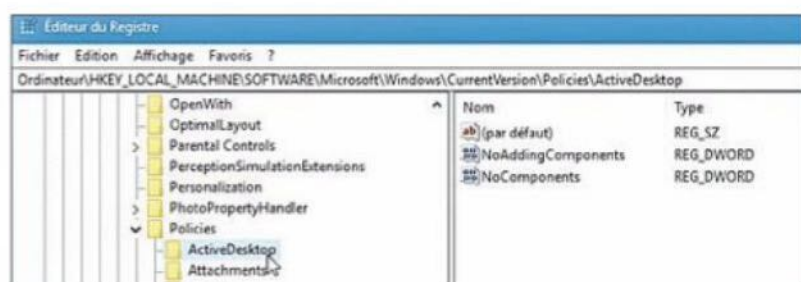 Éditeur du Registre
Fichier Edition Affichage Favoris ?
Ordinateur\HKEY_LOCAL_MACHINE\SOFTWARE\Microsoft\Windows\CurrentVersion\Policies\ActiveDesktop
OpenWith
OptimalLayout
Parental Controls
PerceptionSimulationExtensions
Personalization
PhotoPropertyHandler
Policies
ActiveDesktop
Attachments
Nom Type
ab (par défaut) REG_SZ
NoAddingComponents REG_DWORD
NoComponents REG_DWORD